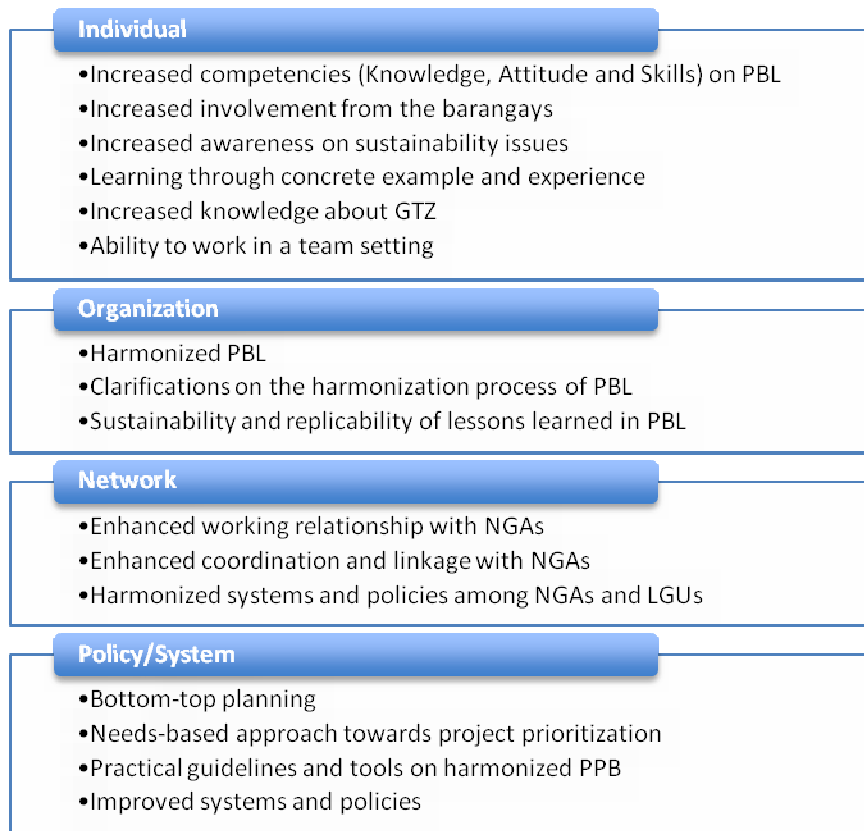 Individual
•Increased competencies (Knowledge, Attitude and Skills) on PBL
•Increased involvement from the barangays
•Increased awareness on sustainability issues
•Learning through concrete example and experience
•Increased knowledge about GTZ
•Ability to work in a team setting
Organization
•Harmonized PBL
•Clarifications on the harmonization process of PBL
•Sustainability and replicability of lessons learned in PBL
Network
•Enhanced working relationship with NGAs
•Enhanced coordination and linkage with NGAs
•Harmonized systems and policies among NGAs and LGUs
Policy/System
•Bottom-top planning
•Needs-based approach towards project prioritization
•Practical guidelines and tools on harmonized PPB
•Improved systems and policies